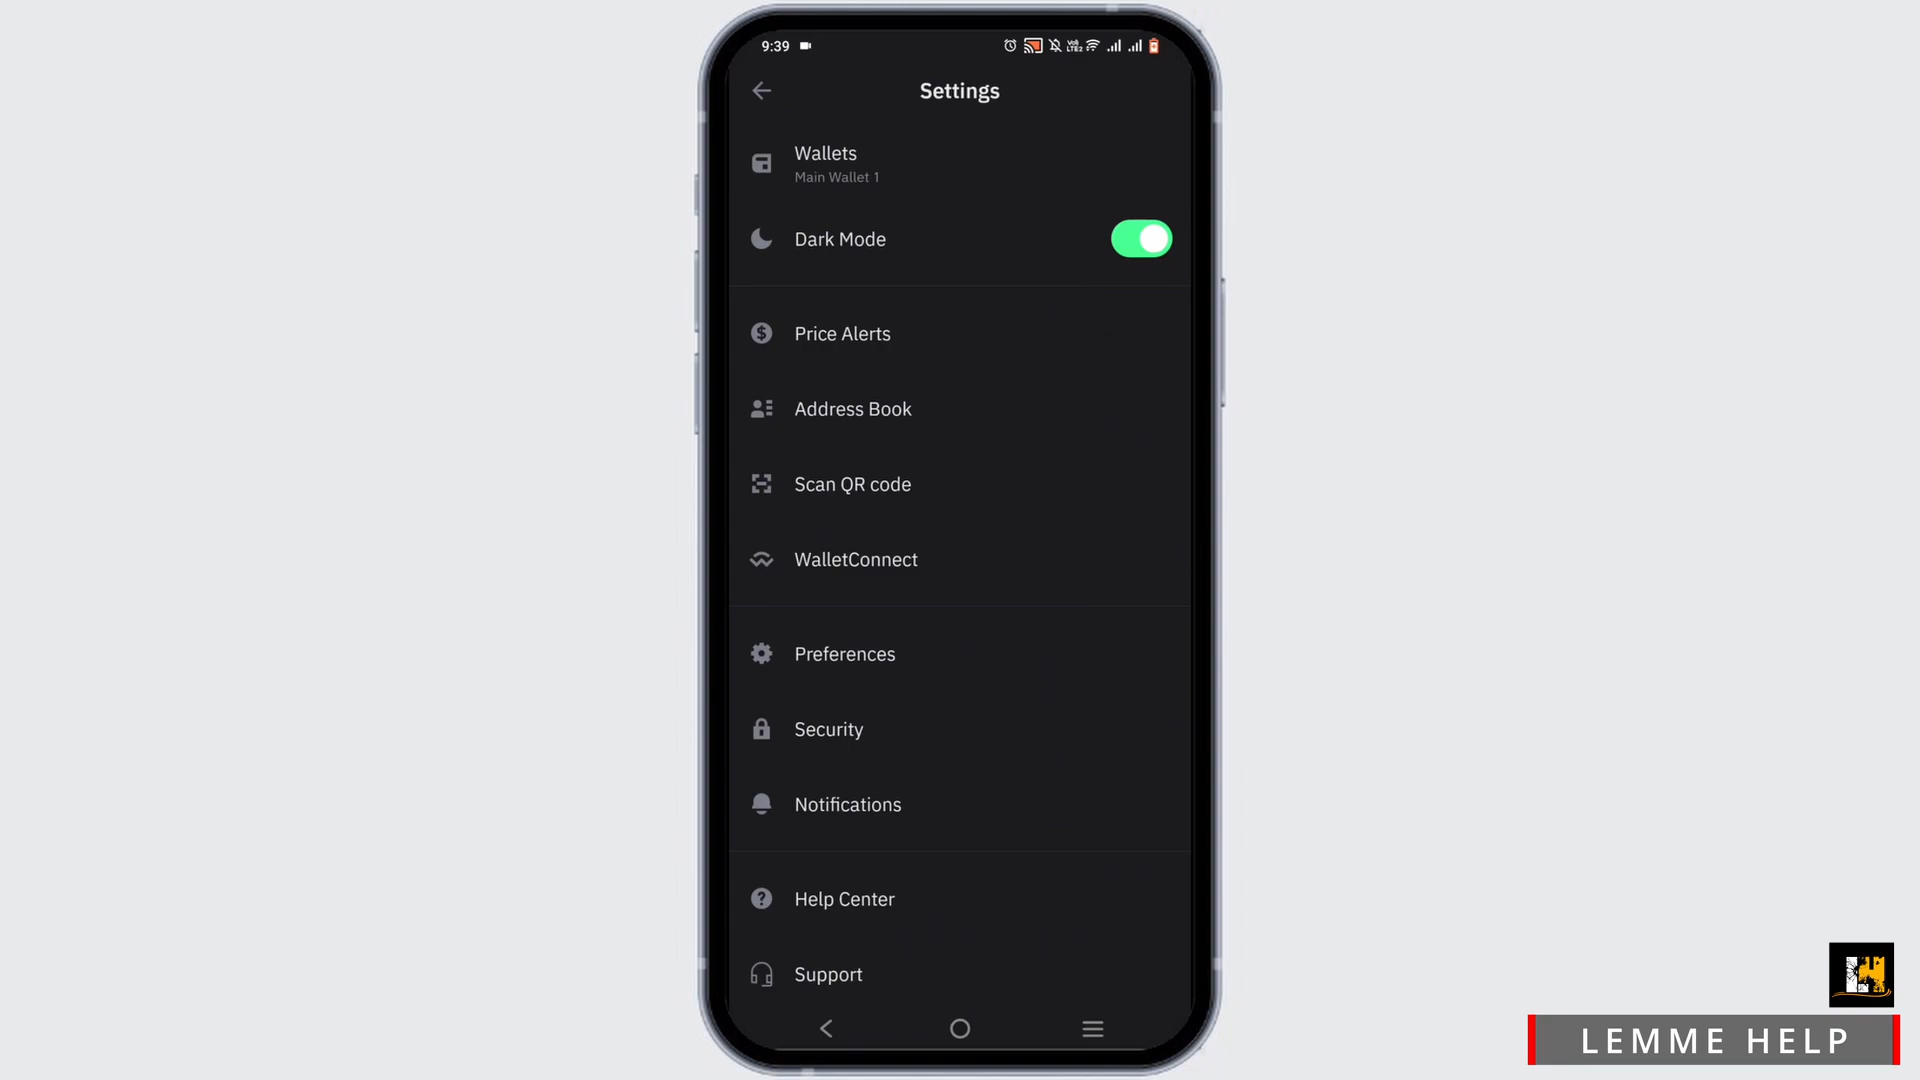 9:39
Settings
Wallets
Main Wallet 1
Dark Mode
Price Alerts
Address Book
Scan QR code
WalletConnect
Preferences
Security
Notifications
Help Center
Support
LEMME HELP